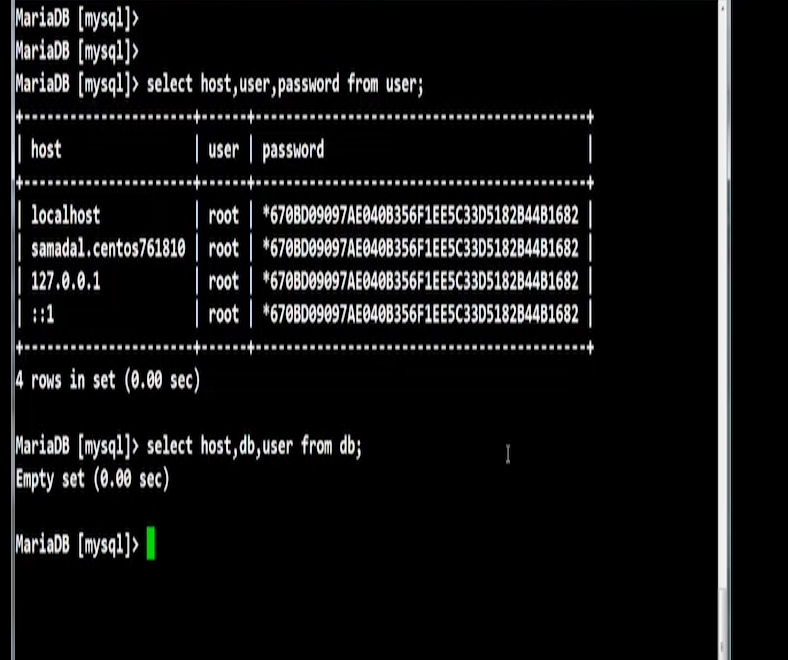 MariaDB [mysql]>
MariaDB [mysql]>
MariaDB [mysql]> select host,user,password from user;
+--------------------+------+-------------------------------------------+
| host               | user | password                                  |
+--------------------+------+-------------------------------------------+
| localhost          | root | *670BD09097AE040B356F1EE5C33D5182B44B1682 |
| samadal.centos761810 | root | *670BD09097AE040B356F1EE5C33D5182B44B1682 |
| 127.0.0.1          | root | *670BD09097AE040B356F1EE5C33D5182B44B1682 |
| ::1                | root | *670BD09097AE040B356F1EE5C33D5182B44B1682 |
+--------------------+------+-------------------------------------------+
4 rows in set (0.00 sec)
MariaDB [mysql]> select host,db,user from db;
Empty set (0.00 sec)
MariaDB [mysql]>